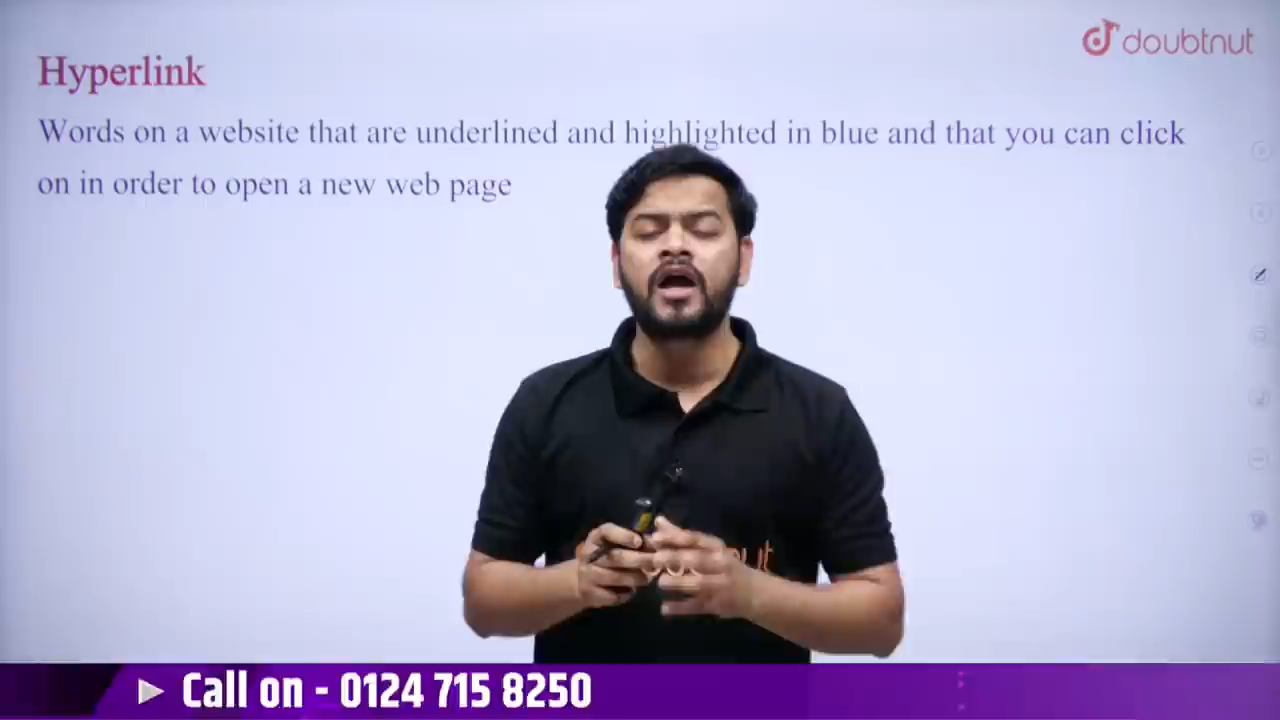 doubtnut
Hyperlink
Words on a website that are underlined and highlighted in blue and that you can click
on in order to open a new web page
Call on - 0124 715 8250